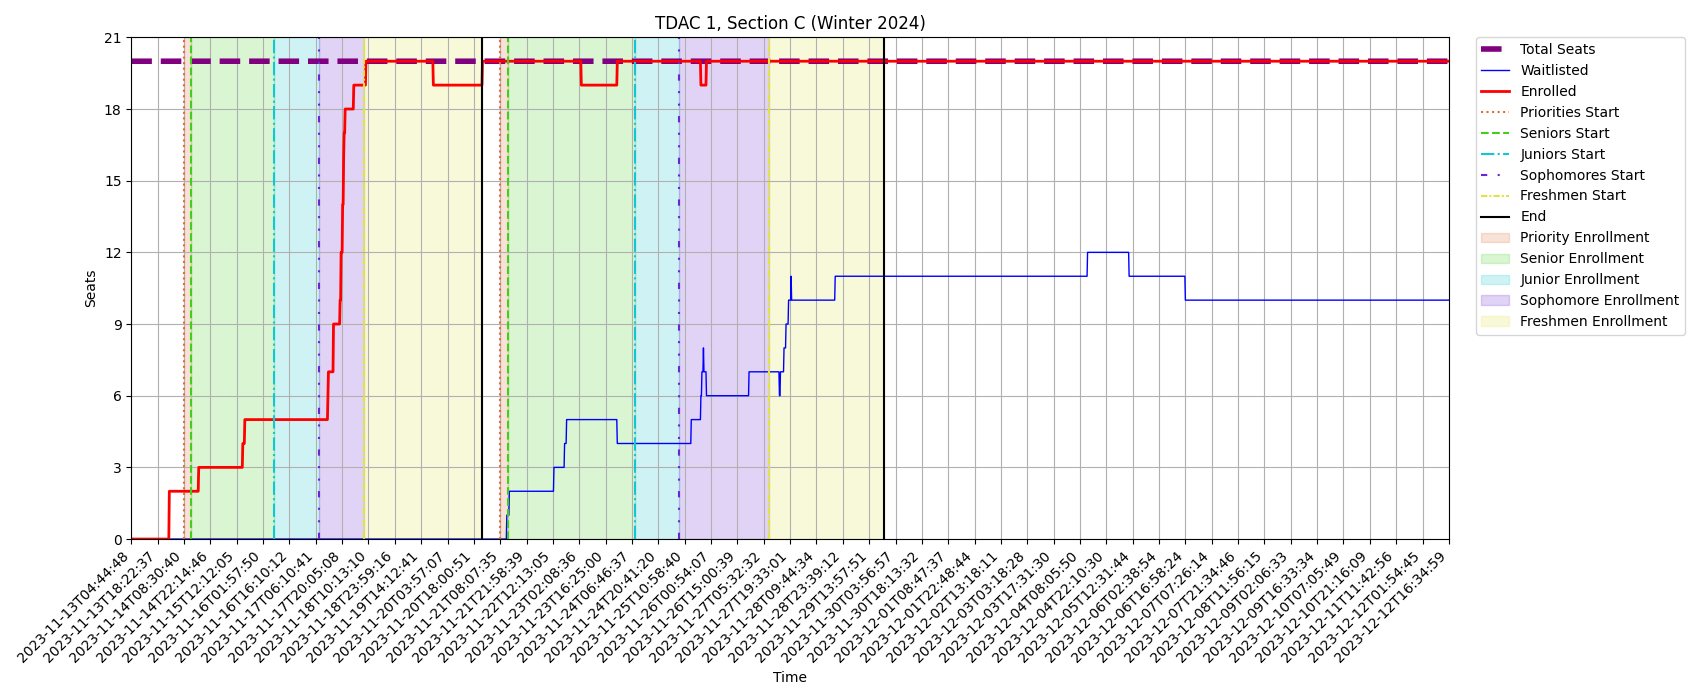 TDAC 1, Section C (Winter 2024)
21
18
15
12
9
6
3
0
Seats
2023-11-13T04:44:48
2023-11-13T18:22:37
2023-11-14T08:30:40
2023-11-14T22:14:46
2023-11-15T12:12:05
2023-11-16T01:57:50
2023-11-16T16:10:12
2023-11-17T06:10:41
2023-11-17T20:05:08
2023-11-18T10:13:10
2023-11-18T23:59:16
2023-11-19T14:12:41
2023-11-20T03:57:07
2023-11-20T18:00:51
2023-11-21T08:07:35
2023-11-21T21:58:39
2023-11-22T12:13:05
2023-11-23T02:08:36
2023-11-23T16:25:00
2023-11-24T06:46:37
2023-11-24T20:41:20
2023-11-25T10:58:40
2023-11-26T00:54:07
2023-11-26T15:00:39
2023-11-27T05:32:32
2023-11-27T19:33:01
2023-11-28T09:44:34
2023-11-28T23:39:12
2023-11-29T13:57:51
2023-11-30T03:56:57
2023-11-30T18:13:32
2023-12-01T08:47:37
2023-12-01T22:48:44
2023-12-02T13:18:11
2023-12-03T03:18:28
2023-12-03T17:31:30
2023-12-04T08:05:50
2023-12-04T22:10:30
2023-12-05T12:31:44
2023-12-06T02:38:54
2023-12-06T16:58:24
2023-12-07T07:26:14
2023-12-07T21:34:46
2023-12-08T11:56:15
2023-12-09T02:06:33
2023-12-09T16:33:34
2023-12-10T07:05:49
2023-12-10T21:16:09
2023-12-11T11:42:56
2023-12-12T01:54:45
2023-12-12T16:34:59
Time
Total Seats
Waitlisted
Enrolled
Priorities Start
Seniors Start
Juniors Start
Sophomores Start
Freshmen Start
End
Priority Enrollment
Senior Enrollment
Junior Enrollment
Sophomore Enrollment
Freshmen Enrollment